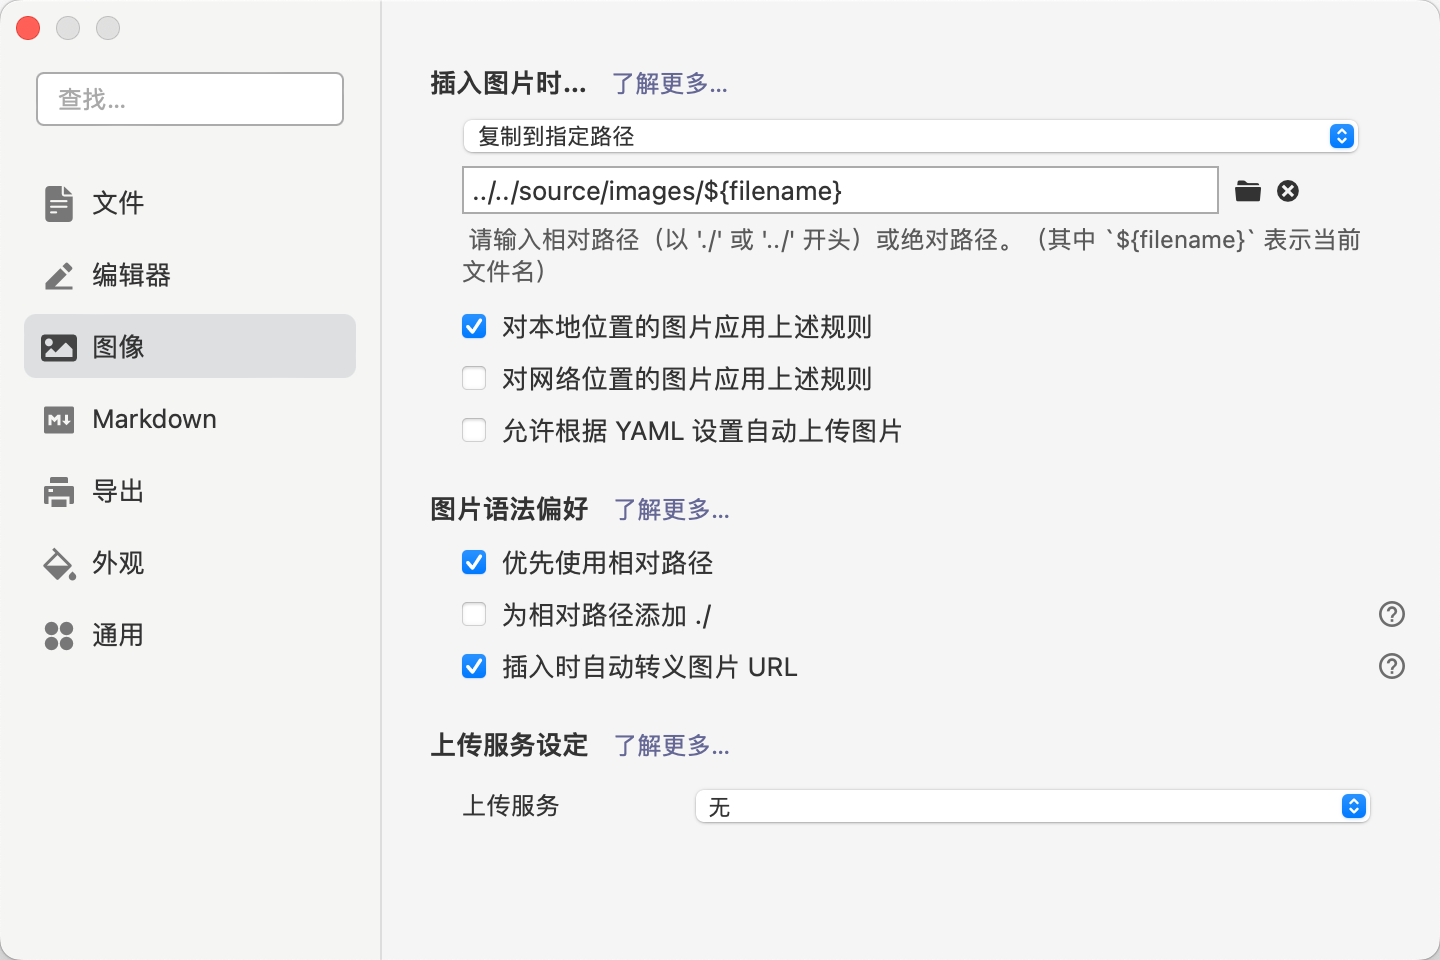 查找...
文件
编辑器
图像
Markdown
导出
外观
通用
插入图片时... 了解更多...
复制到指定路径
../../source/images/${filename}
请输入相对路径（以 './' 或 '../' 开头）或绝对路径。（其中 `${filename}` 表示当前
文件名）
对本地位置的图片应用上述规则
对网络位置的图片应用上述规则
允许根据 YAML 设置自动上传图片
图片语法偏好 了解更多...
优先使用相对路径
为相对路径添加 ./
插入时自动转义图片 URL
上传服务设定 了解更多...
上传服务 无